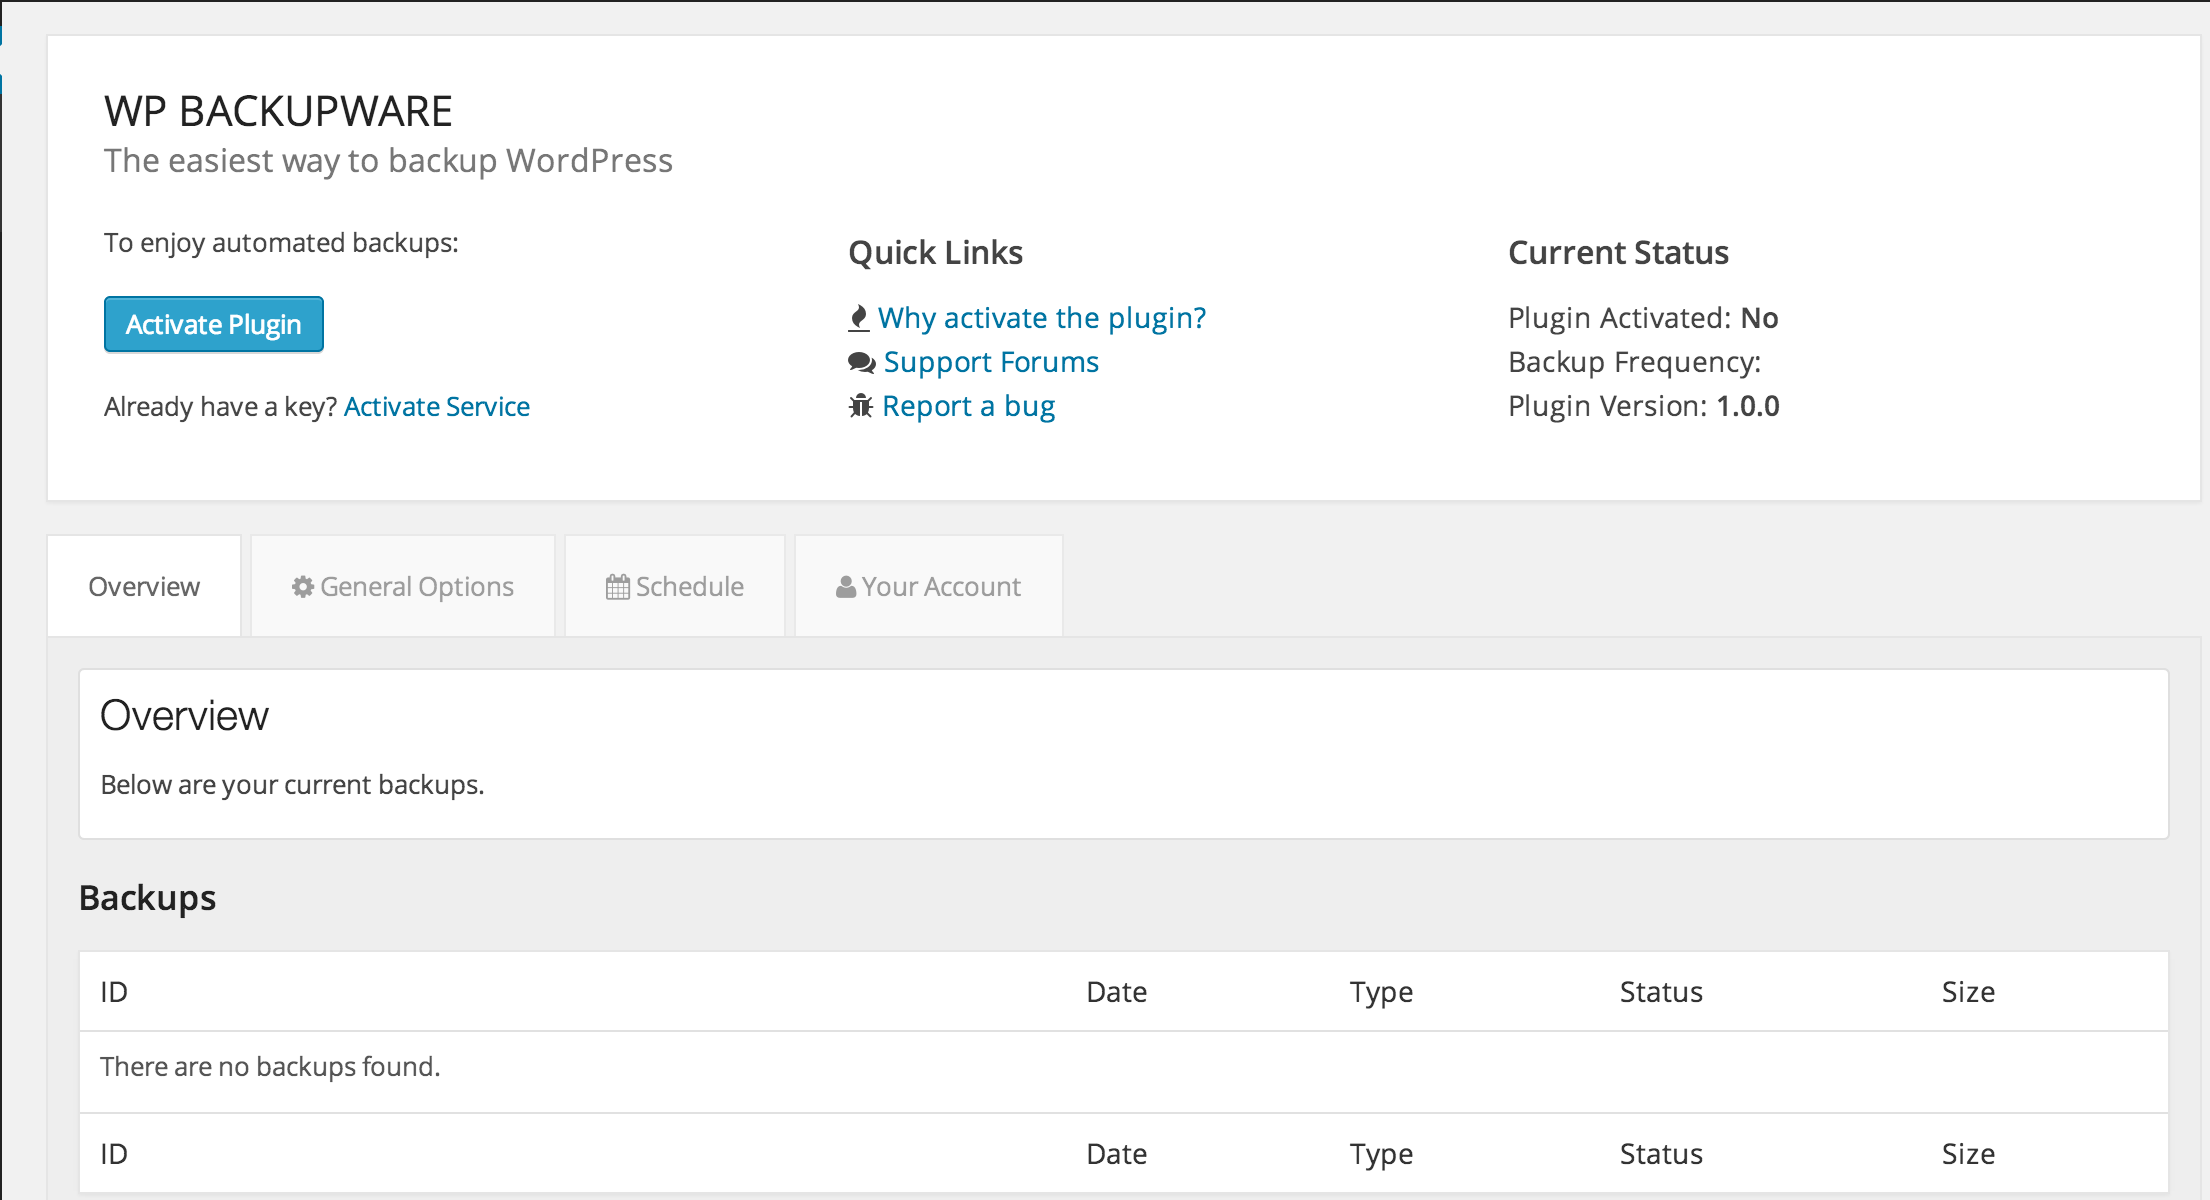 WP BACKUPWARE
The easiest way to backup WordPress
To enjoy automated backups:
Activate Plugin
Already have a key? Activate Service
Quick Links
Why activate the plugin?
Support Forums
Report a bug
Current Status
Plugin Activated: No
Backup Frequency:
Plugin Version: 1.0.0
Overview General Options Schedule Your Account
Overview
Below are your current backups.
Backups
ID Date Type Status Size
There are no backups found.
ID Date Type Status Size